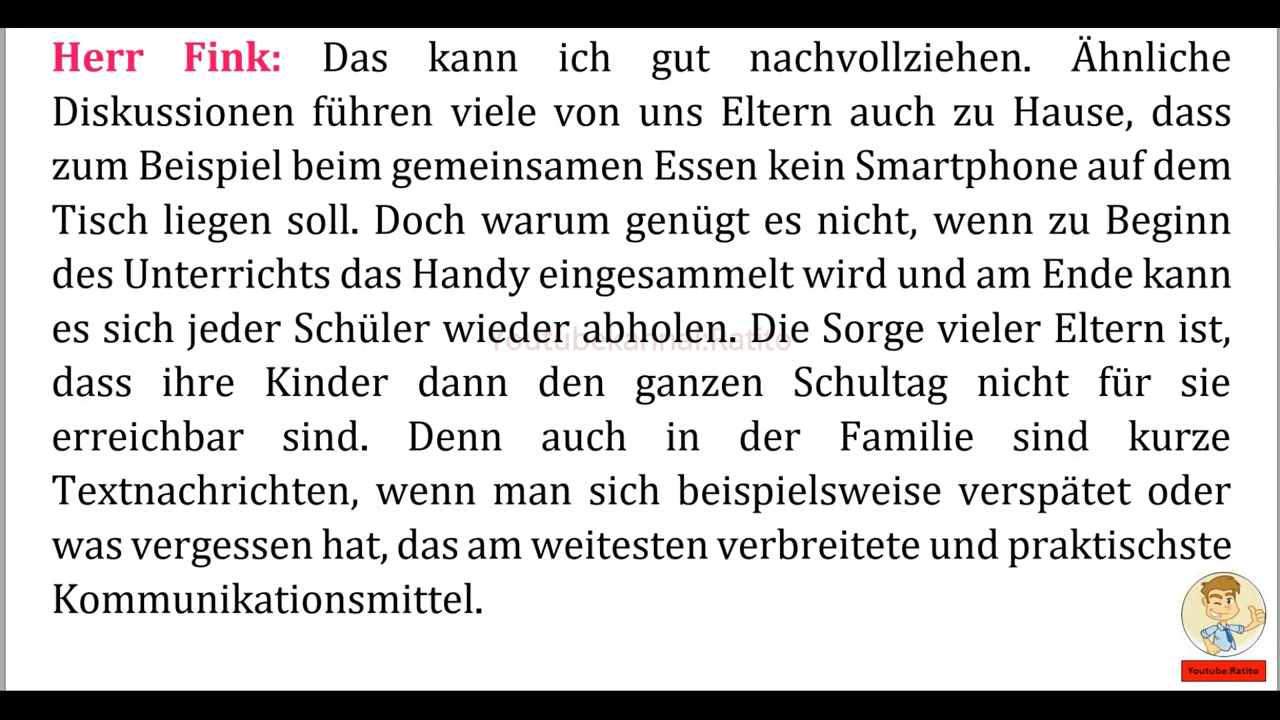 Herr Fink: Das kann ich gut nachvollziehen. Ähnliche
Diskussionen führen viele von uns Eltern auch zu Hause, dass
zum Beispiel beim gemeinsamen Essen kein Smartphone auf dem
Tisch liegen soll. Doch warum genügt es nicht, wenn zu Beginn
des Unterrichts das Handy eingesammelt wird und am Ende kann
es sich jeder Schüler wieder abholen. Die Sorge vieler Eltern ist,
dass ihre Kinder dann den ganzen Schultag nicht für sie
erreichbar sind. Denn auch in der Familie sind kurze
Textnachrichten, wenn man sich beispielsweise verspätet oder
was vergessen hat, das am weitesten verbreitete und praktischste
Kommunikationsmittel.
Youtubekannal:Ratito
Youtube:Ratito